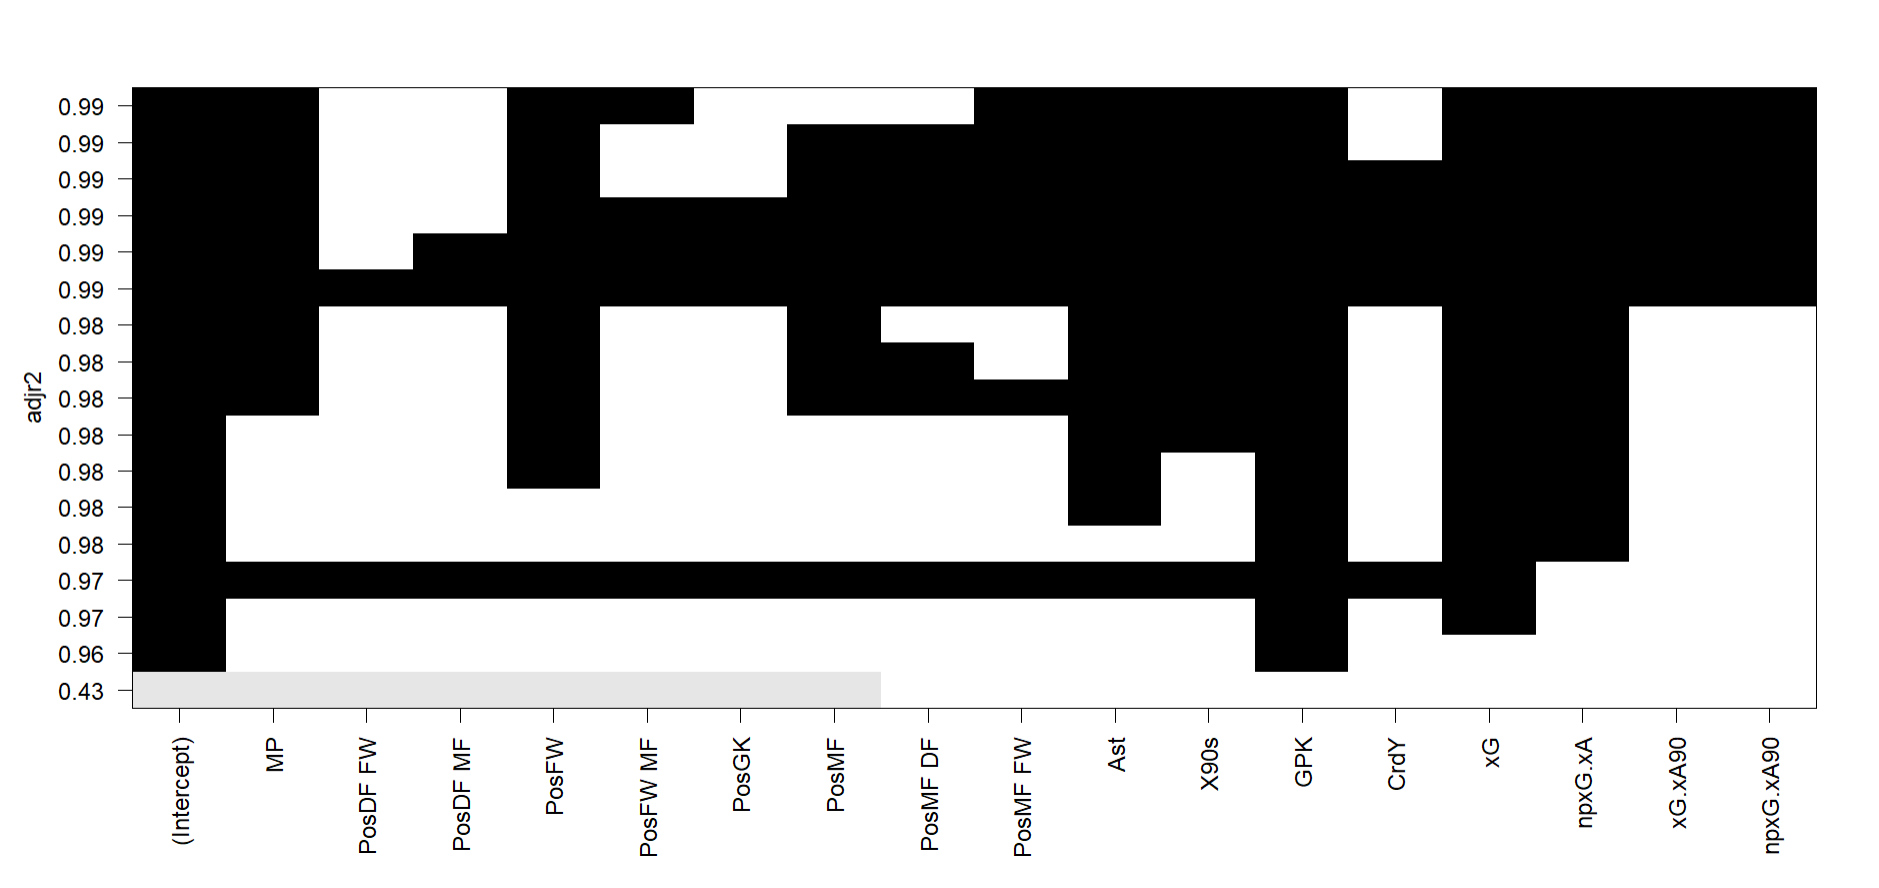 0.99
0.99
0.99
0.99
0.99
0.99
0.98
0.98
0.98
0.98
0.98
0.98
0.98
0.97
0.97
0.96
0.43
adjr2
(Intercept)
MP
PosDF FW
PosDF MF
PosFW
PosFW MF
PosGK
PosMF
PosMF DF
PosMF FW
Ast
X90s
GPK
CrdY
xG
npxG.xA
xG.xA90
npxG.xA90